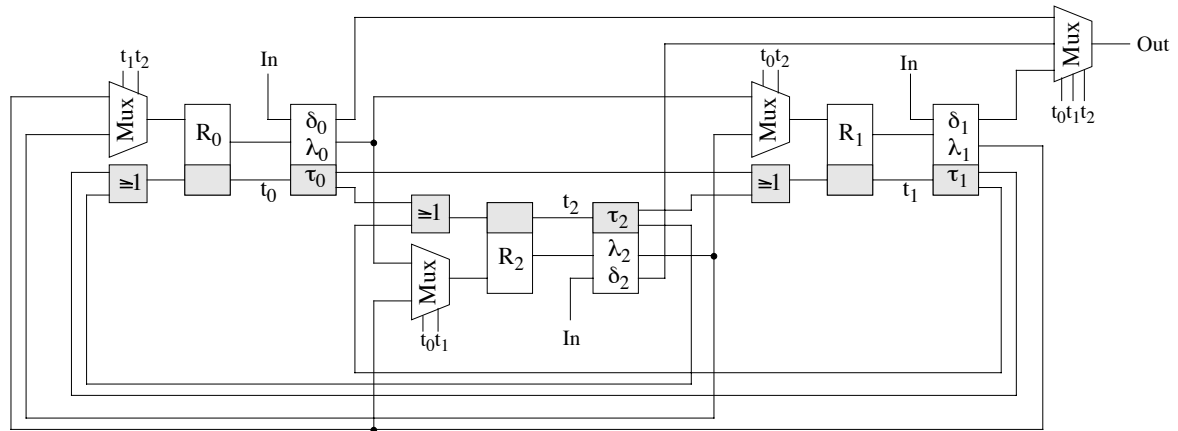 Mux
Out
t0t1t2
t1t2
In
t0t2
In
Mux
R0
δ0
λ0
Mux
R1
δ1
λ1
≥1
t0
τ0
≥1
t1
τ1
≥1
t2
τ2
R2
λ2
δ2
Mux
t0t1
In